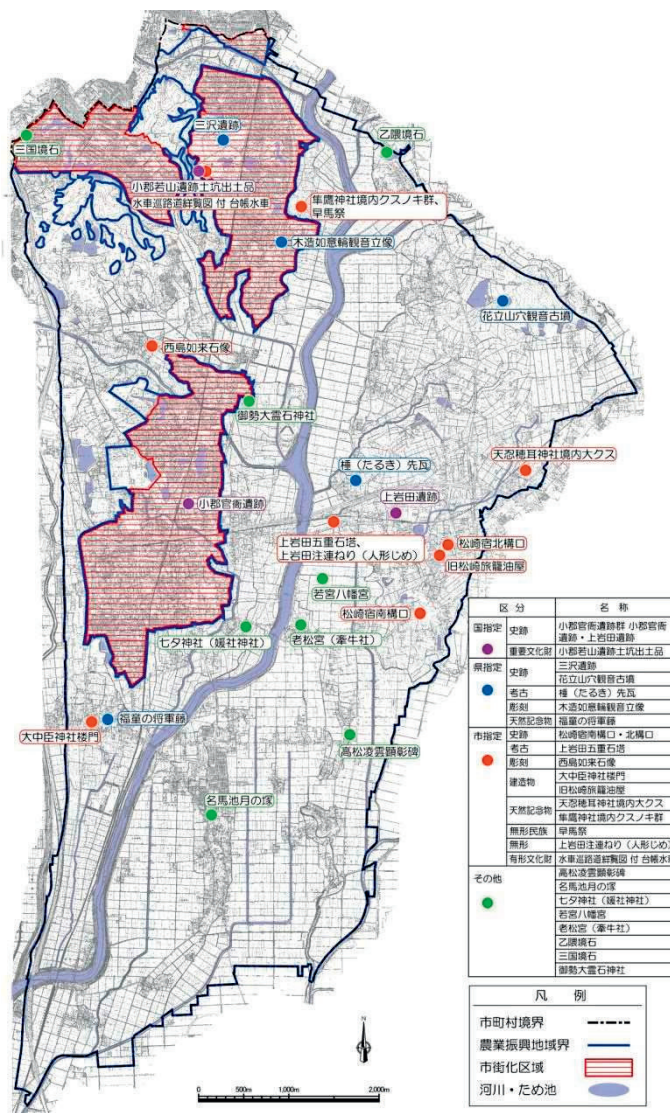 三国境石
三沢遺跡
乙隈境石
小郡若山遺跡土坑出土品
水車巡路道鮮覧図 付 台帳水車
隼鷹神社境内クスノキ群、
早馬祭
木造如意輪観音立像
花立山穴観音古墳
西島如来石像
御勢大霊石神社
天忍穂耳神社境内大クス
種（たるき）先瓦
上岩田遺跡
小郡官衙遺跡
上岩田五重石塔、
上岩田注連ねり（人形じめ）
松崎宿北構口
旧松崎旅籠油屋
若宮八幡宮
松崎宿南構口
七夕神社（媛社神社）
老松宮（牽牛社）
福童の将軍藤
大中臣神社楼門
高松凌雲顕彰碑
名馬池月の塚
区 分 名 称
国指定 史跡 小郡官衙遺跡群 小郡官衙
遺跡・上岩田遺跡
重要文化財 小郡若山遺跡土坑出土品
県指定 史跡 三沢遺跡
花立山穴観音古墳
考古 種（たるき）先瓦
彫刻 木造如意輪観音立像
天然記念物 福童の将軍藤
市指定 史跡 松崎宿南構口・北構口
考古 上岩田五重石塔
彫刻 西島如来石像
建造物 大中臣神社楼門
旧松崎旅籠油屋
天然記念物 天忍穂耳神社境内大クス
隼鷹神社境内クスノキ群
無形民族 早馬祭
無形 上岩田注連ねり（人形じめ）
有形文化財 水車巡路道鮮覧図 付 台帳水車
その他 高松凌雲顕彰碑
名馬池月の塚
七夕神社（媛社神社）
若宮八幡宮
老松宮（牽牛社）
乙隈境石
三国境石
御勢大霊石神社
凡 例
市町村境界
農業振興地域界
市街化区域
河川・ため池
0 500m 1,000m 2,000m